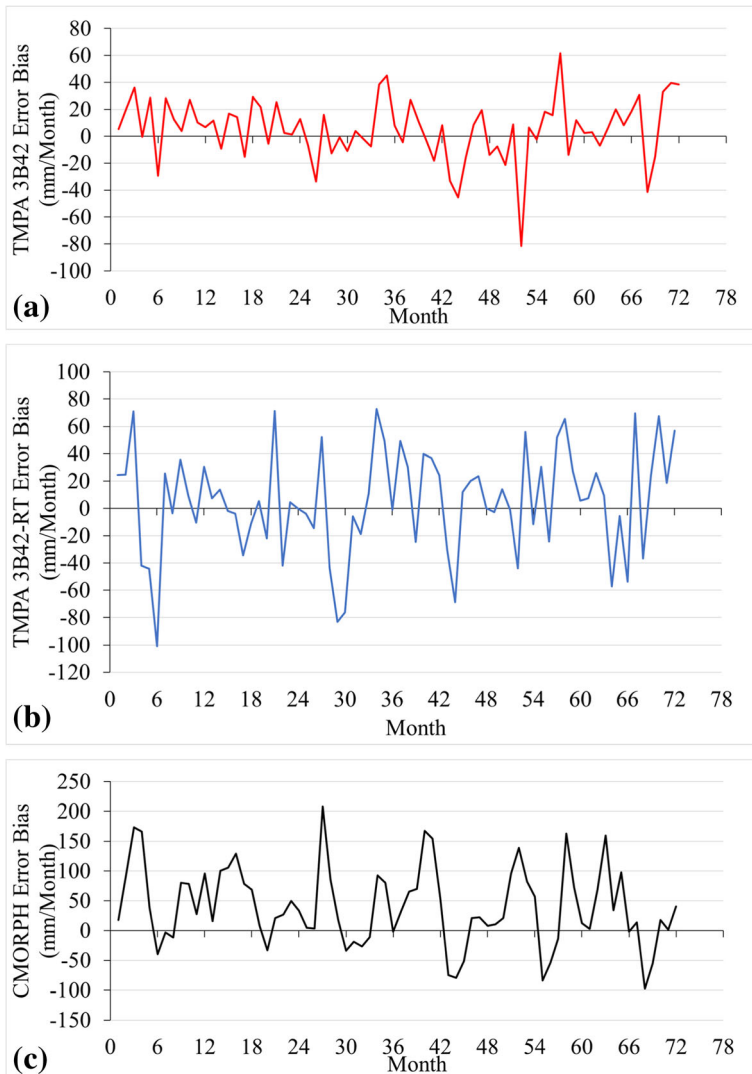 TMPA 3B42 Error Bias
(mm/Month)
80
60
40
20
0
-20
-40
-60
-80
-100
0 6 12 18 24 30 36 42 48 54 60 66 72 78
Month
(a)
TMPA 3B42-RT Error Bias
(mm/Month)
100
80
60
40
20
0
-20
-40
-60
-80
-100
-120
0 6 12 18 24 30 36 42 48 54 60 66 72 78
Month
(b)
CMORPH Error Bias
(mm/Month)
250
200
150
100
50
0
-50
-100
-150
0 6 12 18 24 30 36 42 48 54 60 66 72 78
Month
(c)